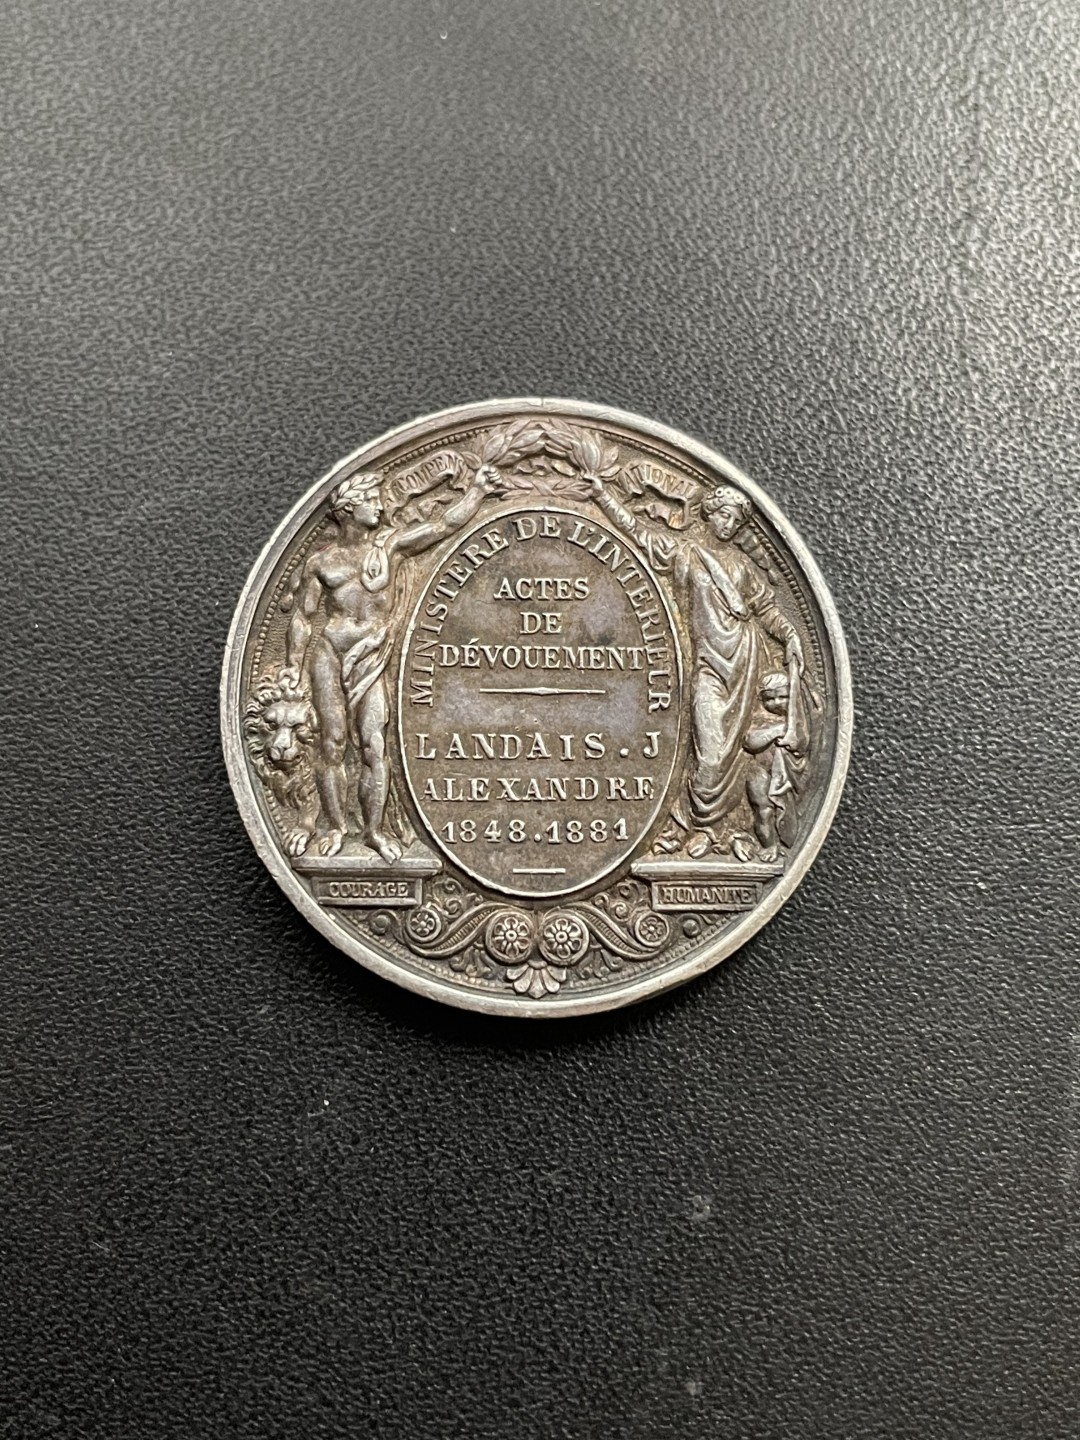 MINISTERE DE L'INTERIEUR
ACTES
DE
DÉVOUEMENT
LANDAIS.J
ALEXANDRE
1848.1881
COURAGE
HUMANITE